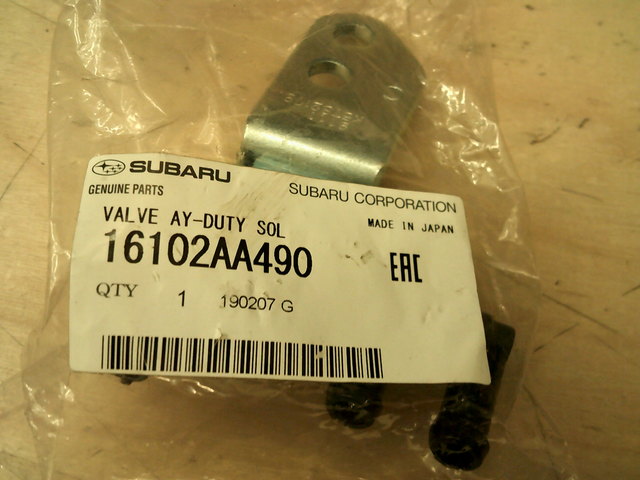 SUBARU
GENUINE PARTS
SUBARU CORPORATION
VALVE AY-DUTY SOL
MADE IN JAPAN
16102AA490
EAC
QTY 1 190207 G